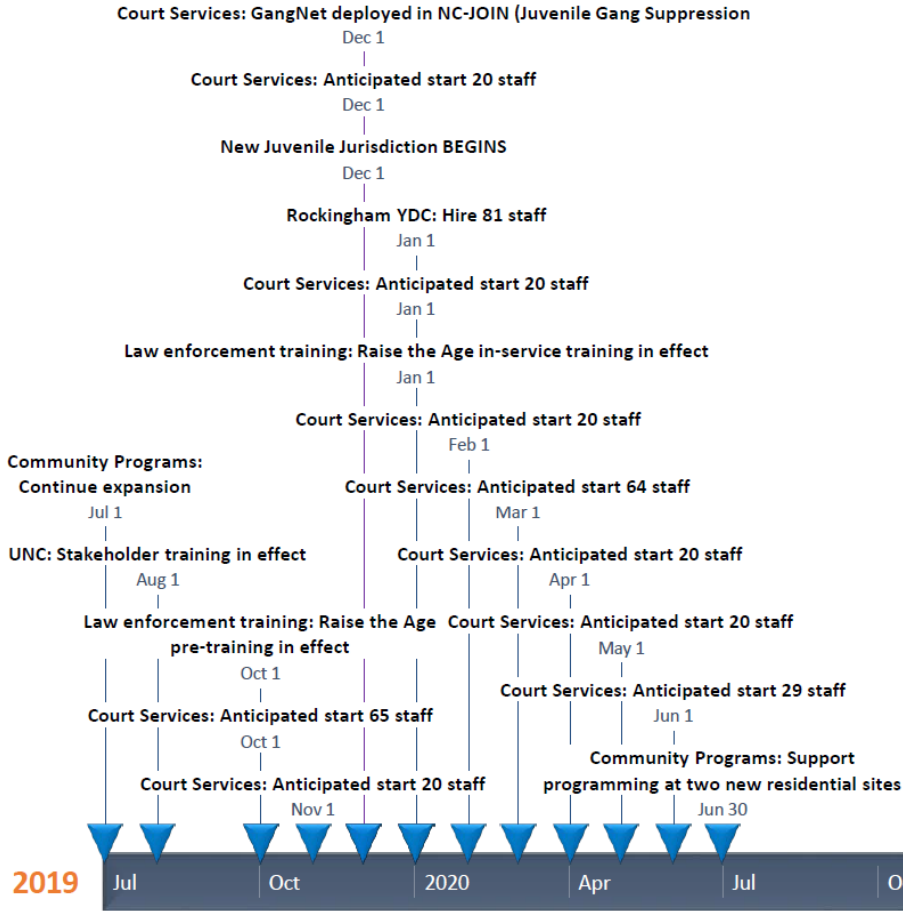 Court Services: GangNet deployed in NC-JOIN (Juvenile Gang Suppression
Dec 1
Court Services: Anticipated start 20 staff
Dec 1
New Juvenile Jurisdiction BEGINS
Dec 1
Rockingham YDC: Hire 81 staff
Jan 1
Court Services: Anticipated start 20 staff
Jan 1
Law enforcement training: Raise the Age in-service training in effect
Jan 1
Court Services: Anticipated start 20 staff
Feb 1
Community Programs:
Continue expansion
Jul 1
Court Services: Anticipated start 64 staff
Mar 1
UNC: Stakeholder training in effect
Aug 1
Court Services: Anticipated start 20 staff
Apr 1
Law enforcement training: Raise the Age
pre-training in effect
Oct 1
Court Services: Anticipated start 20 staff
May 1
Court Services: Anticipated start 65 staff
Oct 1
Court Services: Anticipated start 29 staff
Jun 1
Court Services: Anticipated start 20 staff
Nov 1
Community Programs: Support
programming at two new residential sites
Jun 30
2019 Jul Oct 2020 Apr Jul O